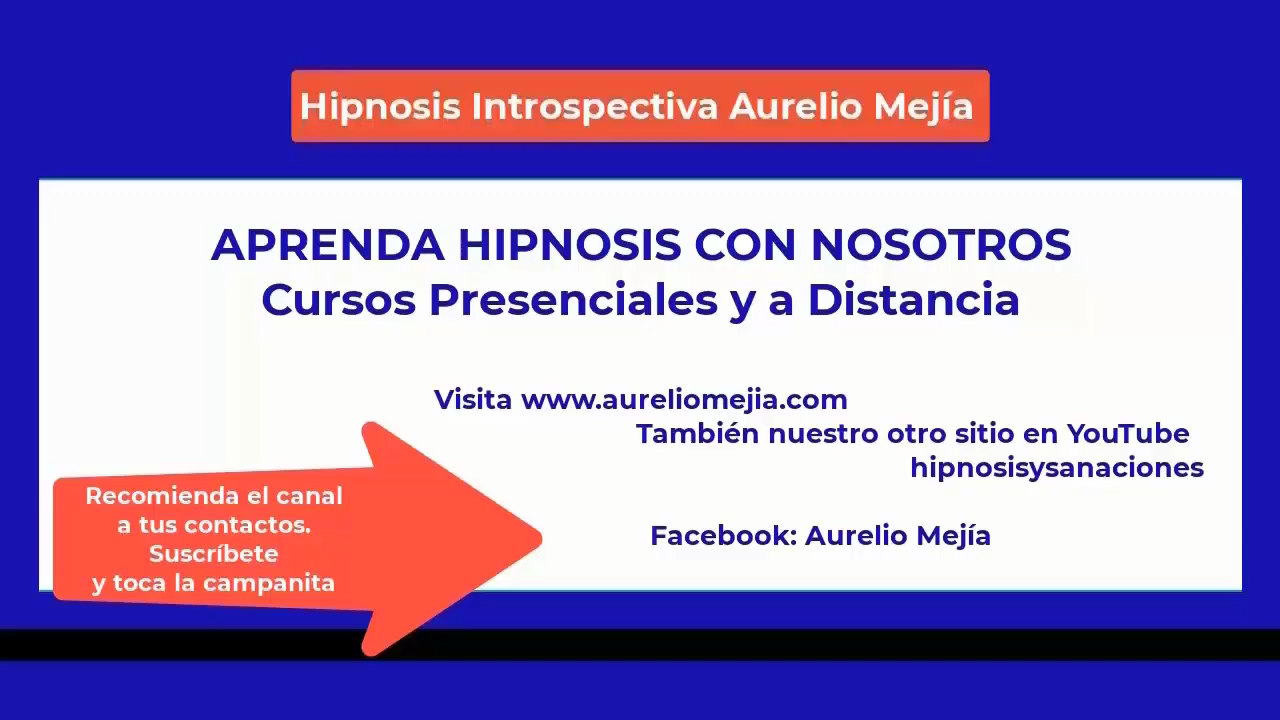 Hipnosis Introspectiva Aurelio Mejía
APRENDA HIPNOSIS CON NOSOTROS
Cursos Presenciales y a Distancia
Visita www.aureliomejia.com
También nuestro otro sitio en YouTube
hipnosisysanaciones
Facebook: Aurelio Mejía
Recomienda el canal
a tus contactos.
Suscríbete
y toca la campanita